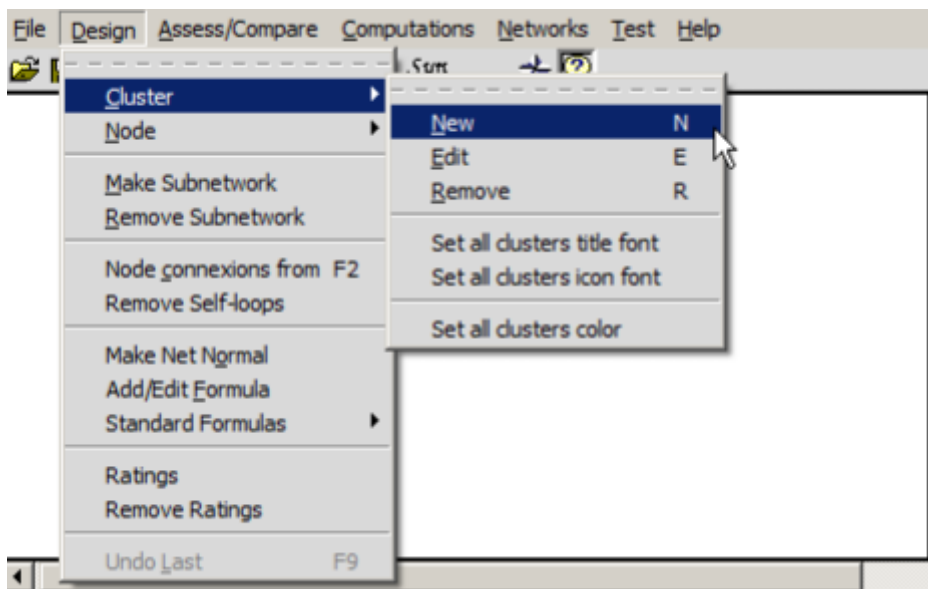 File Design Assess/Compare Computations Networks Test Help
Cluster
Node
Make Subnetwork
Remove Subnetwork
Node connexions from F2
Remove Self-loops
Make Net Normal
Add/Edit Formula
Standard Formulas
Ratings
Remove Ratings
Undo Last F9
New N
Edit E
Remove R
Set all clusters title font
Set all clusters icon font
Set all clusters color